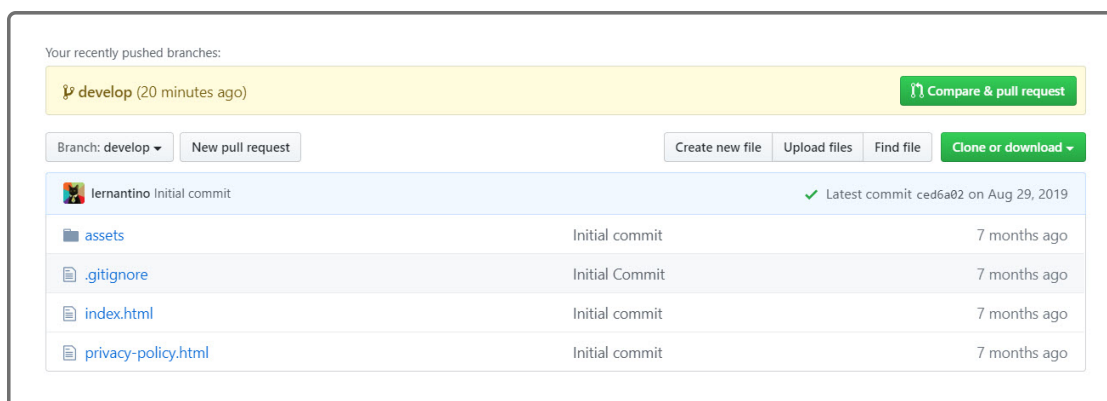 Your recently pushed branches:
develop (20 minutes ago) Compare & pull request
Branch: develop New pull request Create new file Upload files Find file Clone or download
lernantino Initial commit Latest commit ced6a02 on Aug 29, 2019
assets Initial commit 7 months ago
.gitignore Initial Commit 7 months ago
index.html Initial commit 7 months ago
privacy-policy.html Initial commit 7 months ago